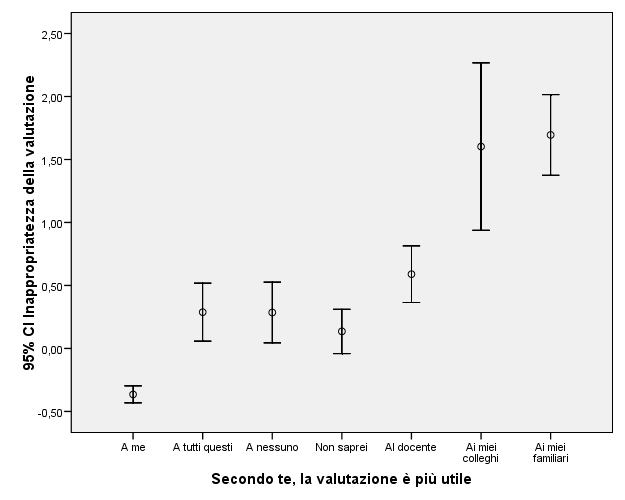 95% CI Inappropriatezza della valutazione
2,50
2,00
1,50
1,00
0,50
0,00
-0,50
A me
A tutti questi
A nessuno
Non saprei
Al docente
Ai miei
colleghi
Ai miei
familiari
Secondo te, la valutazione è più utile